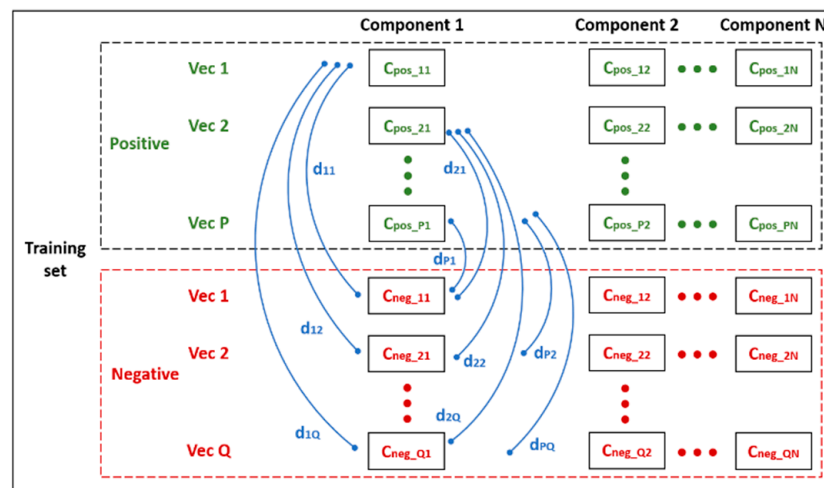 Component 1 Component 2 Component N
Vec 1 Cpos_11 Cpos_12 Cpos_1N
Vec 2 Cpos_21 Cpos_22 Cpos_2N
Positive
d11 d21
Vec P Cpos_P1 Cpos_P2 Cpos_PN
Training
set
dP1
Vec 1 Cneg_11 Cneg_12 Cneg_1N
d12
Vec 2 Cneg_21 Cneg_22 Cneg_2N
d22 dP2
Negative
d1Q d2Q
Vec Q Cneg_Q1 Cneg_Q2 Cneg_QN
dPQ